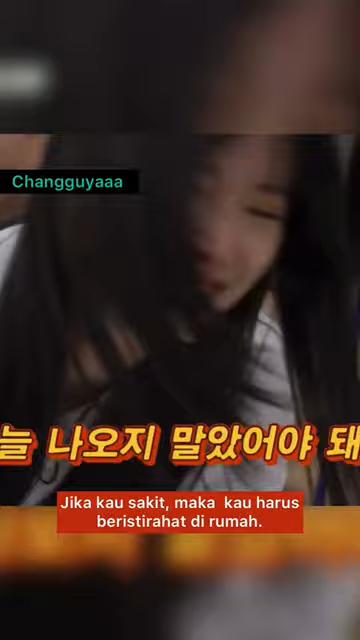 Changguyaaa
늘 나오지 말았어야 돼
Jika kau sakit, maka kau harus
beristirahat di rumah.